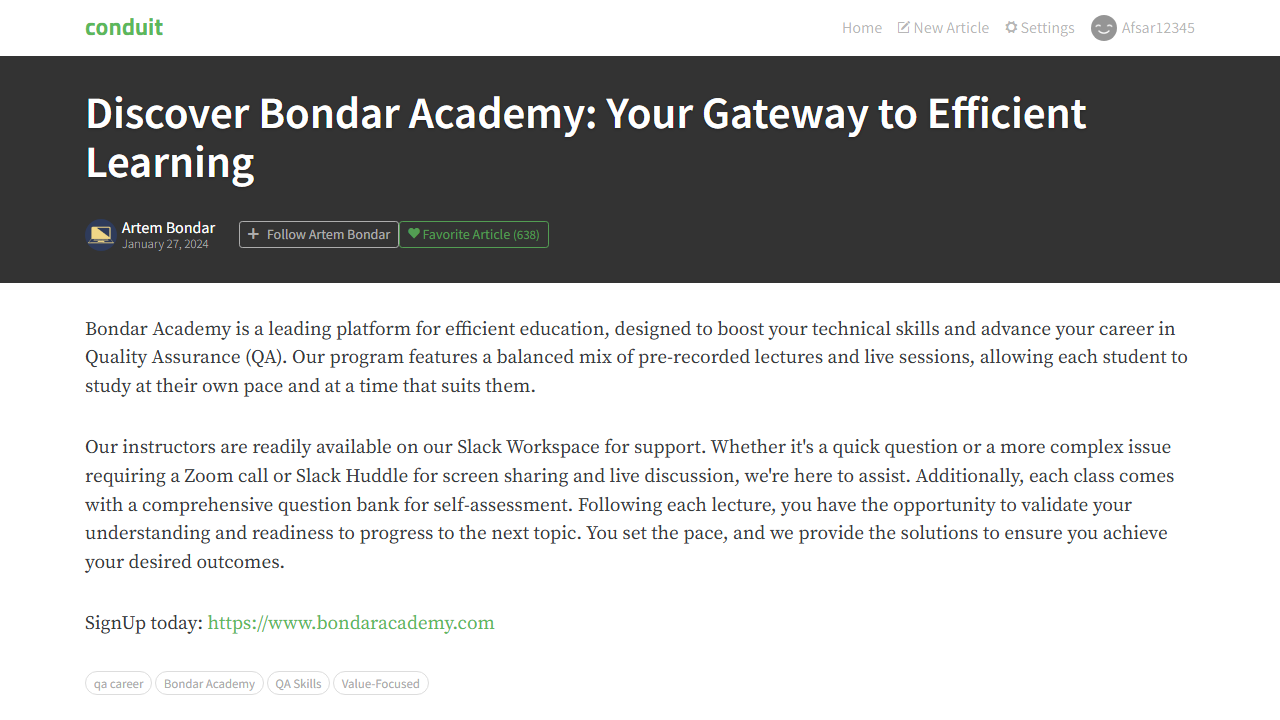 conduit
Home
New Article
Settings
Afsar12345
Discover Bondar Academy: Your Gateway to Efficient
Learning
Artem Bondar
January 27, 2024
Follow Artem Bondar
Favorite Article (638)
Bondar Academy is a leading platform for efficient education, designed to boost your technical skills and advance your career in
Quality Assurance (QA). Our program features a balanced mix of pre-recorded lectures and live sessions, allowing each student to
study at their own pace and at a time that suits them.
Our instructors are readily available on our Slack Workspace for support. Whether it's a quick question or a more complex issue
requiring a Zoom call or Slack Huddle for screen sharing and live discussion, we're here to assist. Additionally, each class comes
with a comprehensive question bank for self-assessment. Following each lecture, you have the opportunity to validate your
understanding and readiness to progress to the next topic. You set the pace, and we provide the solutions to ensure you achieve
your desired outcomes.
SignUp today: https://www.bondaracademy.com
qa career
Bondar Academy
QA Skills
Value-Focused